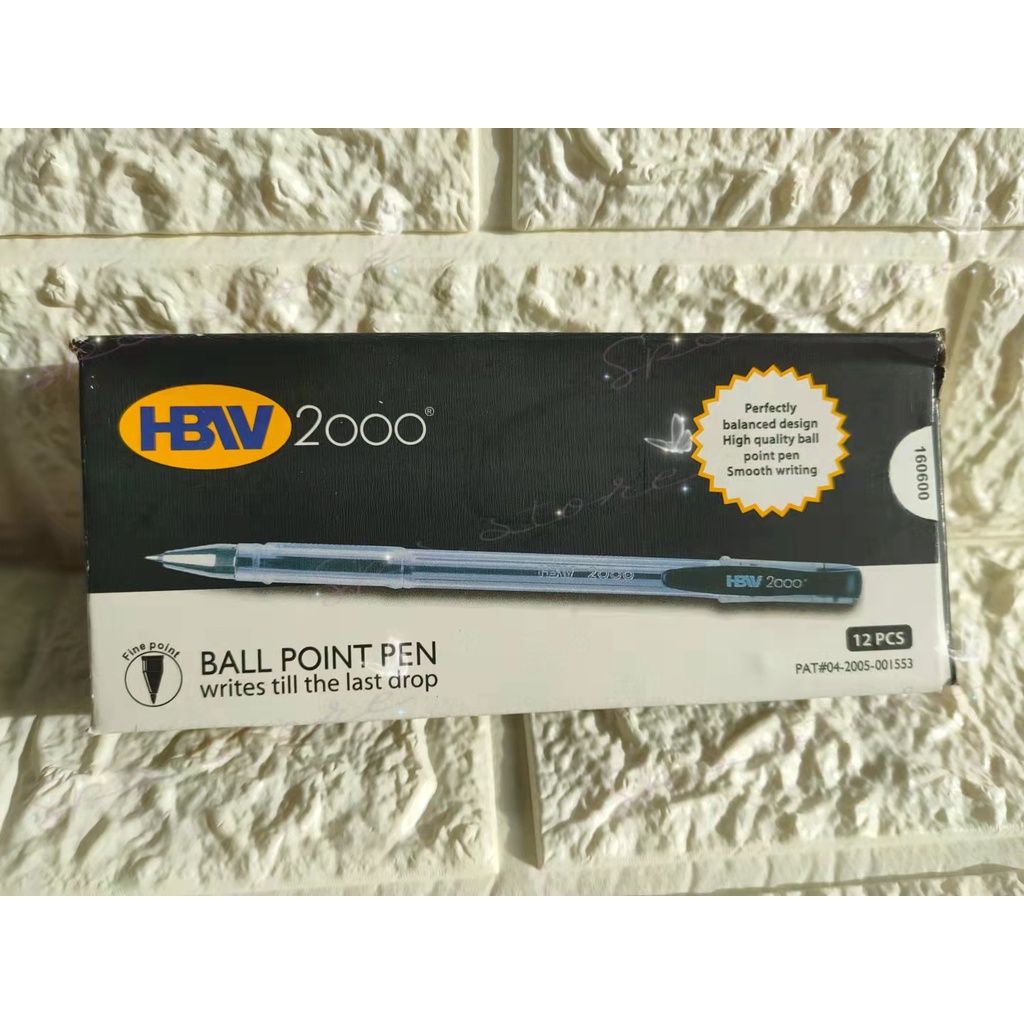 HBW 2000®
Perfectly
balanced design
High quality ball
point pen
Smooth writing
160600
HBW 2000
HBW 2000®
Fine point
BALL POINT PEN
writes till the last drop
12 PCS
PAT#04-2005-001553
store